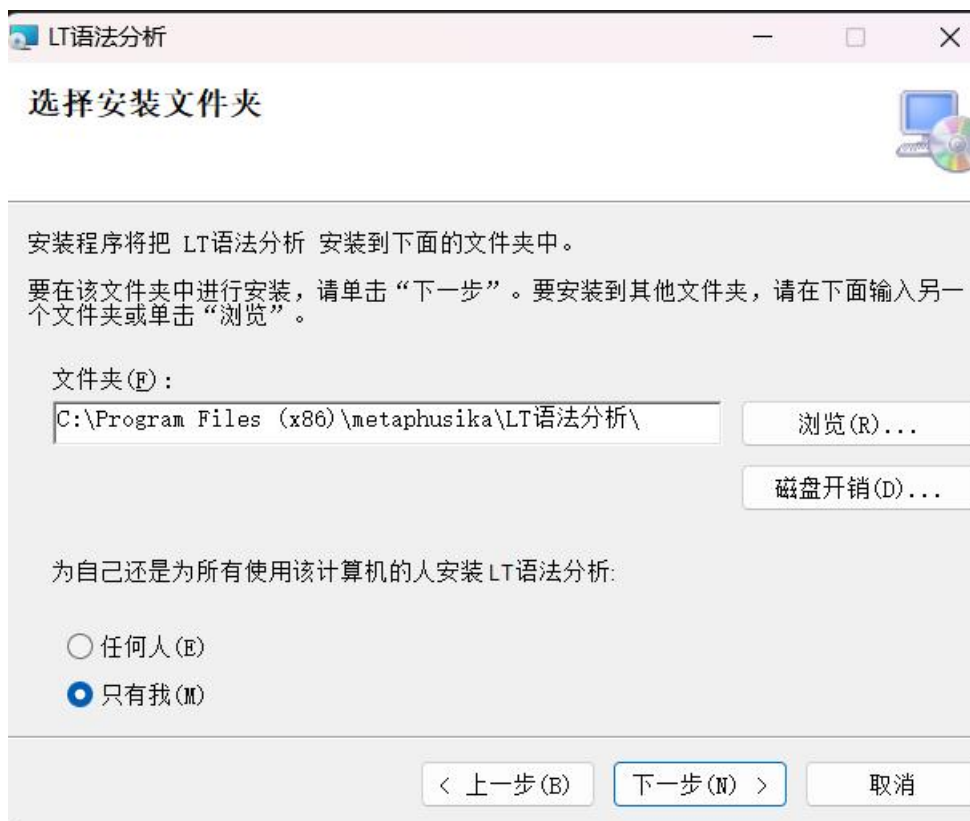 LT语法分析
选择安装文件夹
安装程序将把 LT语法分析 安装到下面的文件夹中。
要在该文件夹中进行安装，请单击“下一步”。要安装到其他文件夹，请在下面输入另一
个文件夹或单击“浏览”。
文件夹(F)：
C:\Program Files (x86)\metaphusika\LT语法分析\
浏览(R)...
磁盘开销(D)...
为自己还是为所有使用该计算机的人安装LT语法分析:
任何人(E)
只有我(M)
< 上一步(B)
下一步(N) >
取消